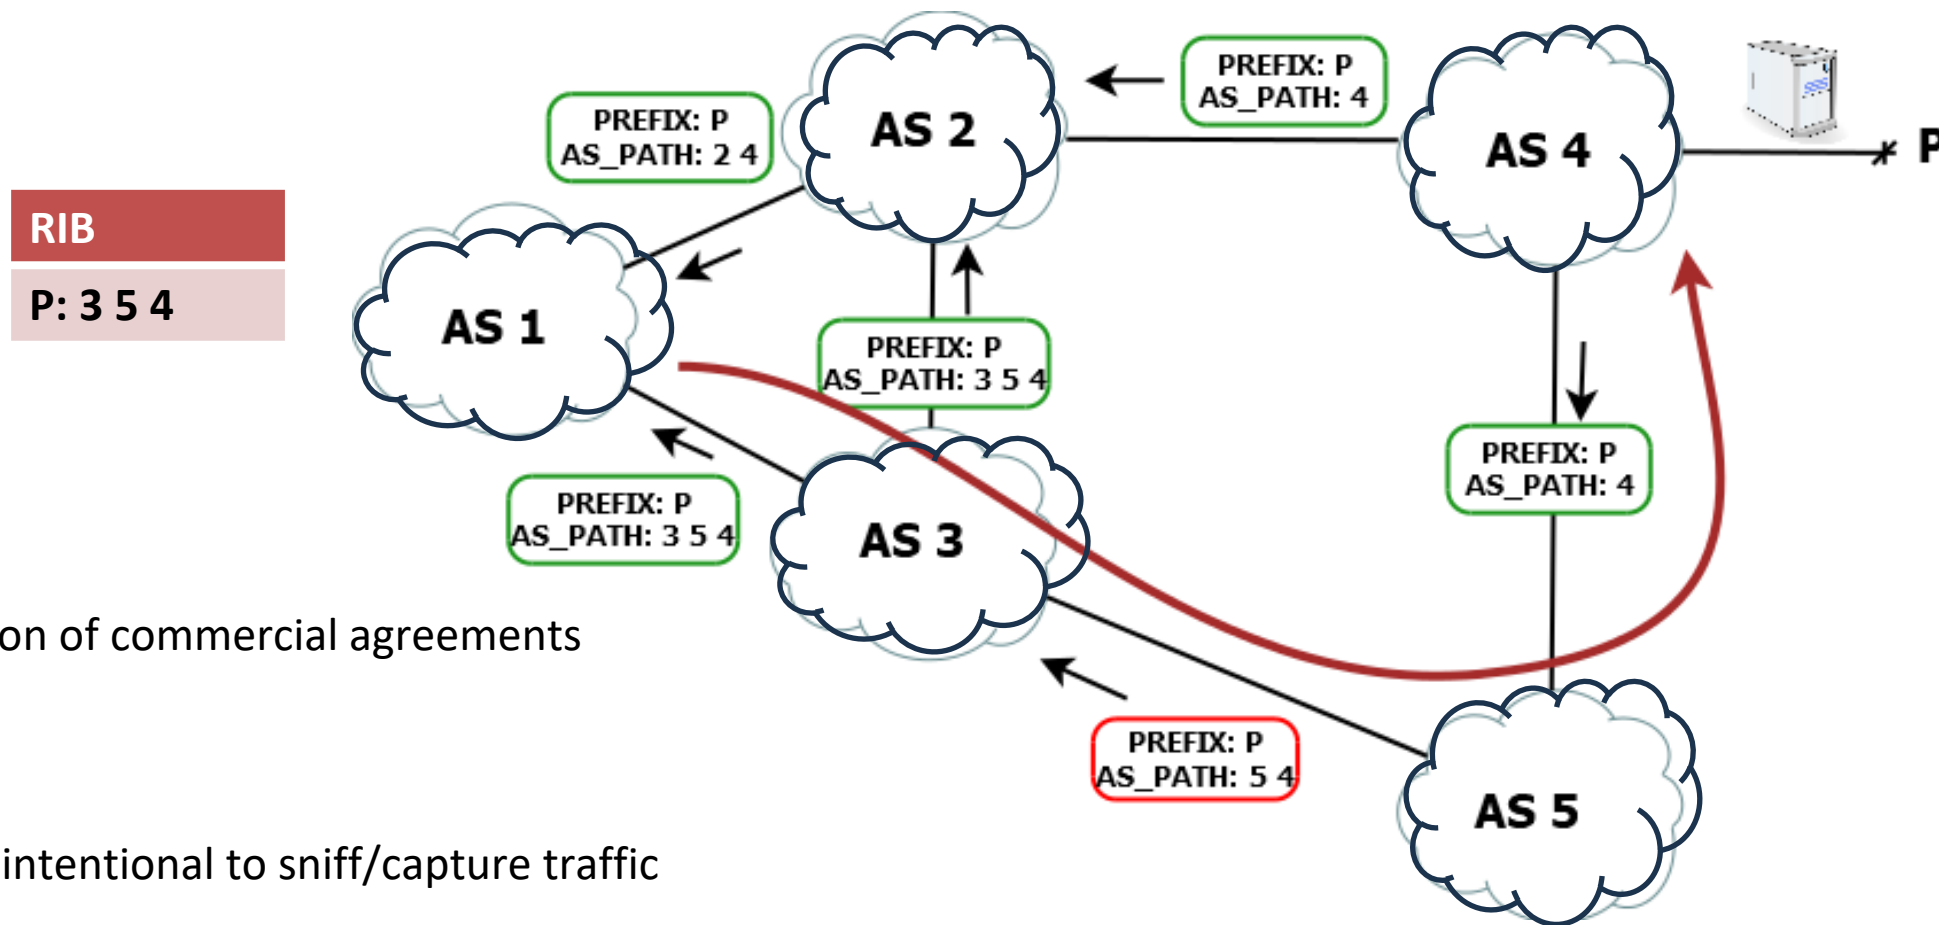 RIB
P: 3 5 4
PREFIX: P
AS_PATH: 2 4
AS 2
PREFIX: P
AS_PATH: 4
AS 4
P
AS 1
PREFIX: P
AS_PATH: 3 5 4
PREFIX: P
AS_PATH: 3 5 4
AS 3
PREFIX: P
AS_PATH: 4
PREFIX: P
AS_PATH: 5 4
AS 5
on of commercial agreements
intentional to sniff/capture traffic